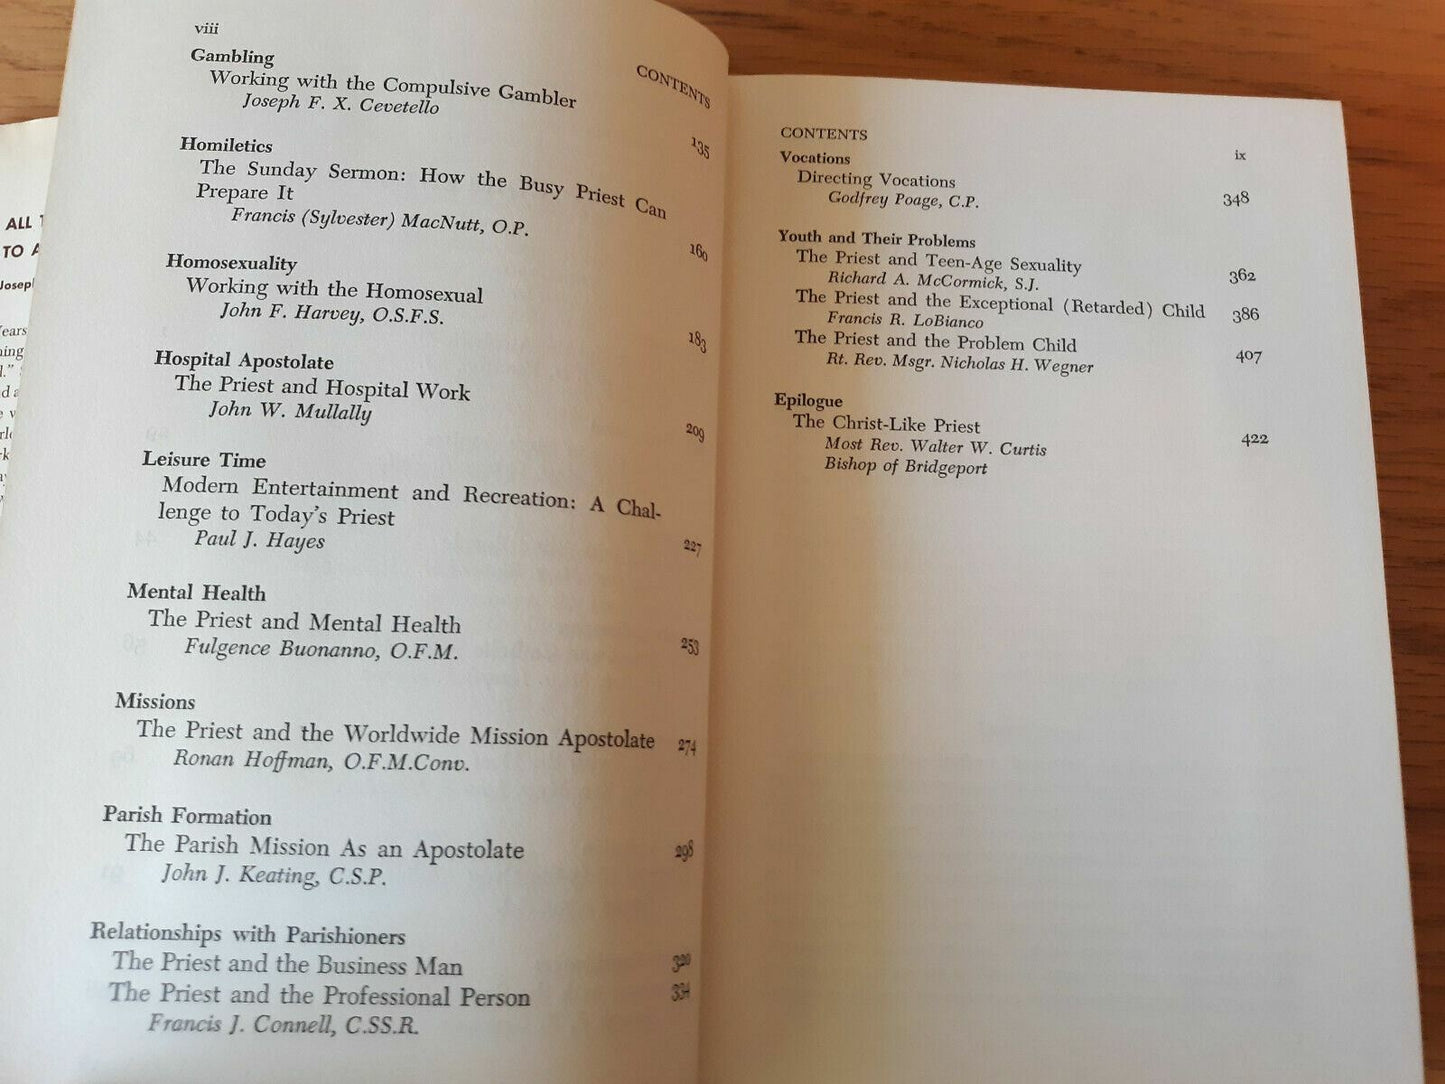 ALL
TO
Joseph
viii
CONTENTS
Gambling
Working with the Compulsive Gambler 135
Joseph F. X. Cevetello
Homiletics
The Sunday Sermon: How the Busy Priest Can
Prepare It 160
Francis (Sylvester) MacNutt, O.P.
Homosexuality
Working with the Homosexual 183
John F. Harvey, O.S.F.S.
Hospital Apostolate
The Priest and Hospital Work 209
John W. Mullally
Leisure Time
Modern Entertainment and Recreation: A Chal-
lenge to Today's Priest 227
Paul J. Hayes
Mental Health
The Priest and Mental Health 253
Fulgence Buonanno, O.F.M.
Missions
The Priest and the Worldwide Mission Apostolate 274
Ronan Hoffman, O.F.M.Conv.
Parish Formation
The Parish Mission As an Apostolate 298
John J. Keating, C.S.P.
Relationships with Parishioners
The Priest and the Business Man 320
The Priest and the Professional Person 334
Francis J. Connell, C.SS.R.
CONTENTS ix
Vocations
Directing Vocations 348
Godfrey Poage, C.P.
Youth and Their Problems
The Priest and Teen-Age Sexuality 362
Richard A. McCormick, S.J.
The Priest and the Exceptional (Retarded) Child 386
Francis R. LoBianco
The Priest and the Problem Child 407
Rt. Rev. Msgr. Nicholas H. Wegner
Epilogue
The Christ-Like Priest 422
Most Rev. Walter W. Curtis
Bishop of Bridgeport